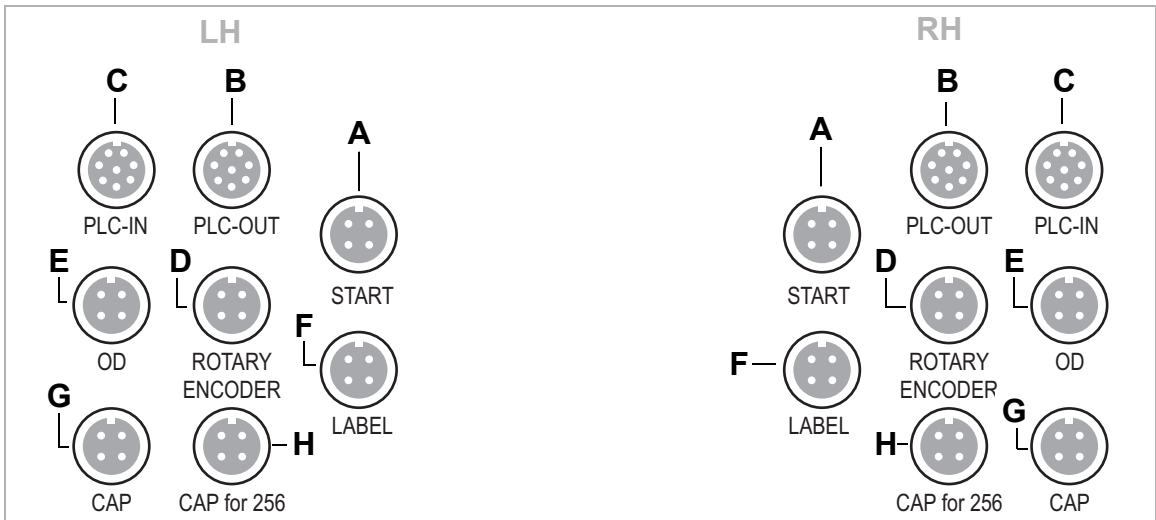 LH RH
C B B C
A A
PLC-IN PLC-OUT PLC-OUT PLC-IN
E D D E
START START
F
OD ROTARY ENCODER ROTARY ENCODER OD
F
G LABEL LABEL G
H H
CAP CAP for 256 CAP for 256 CAP